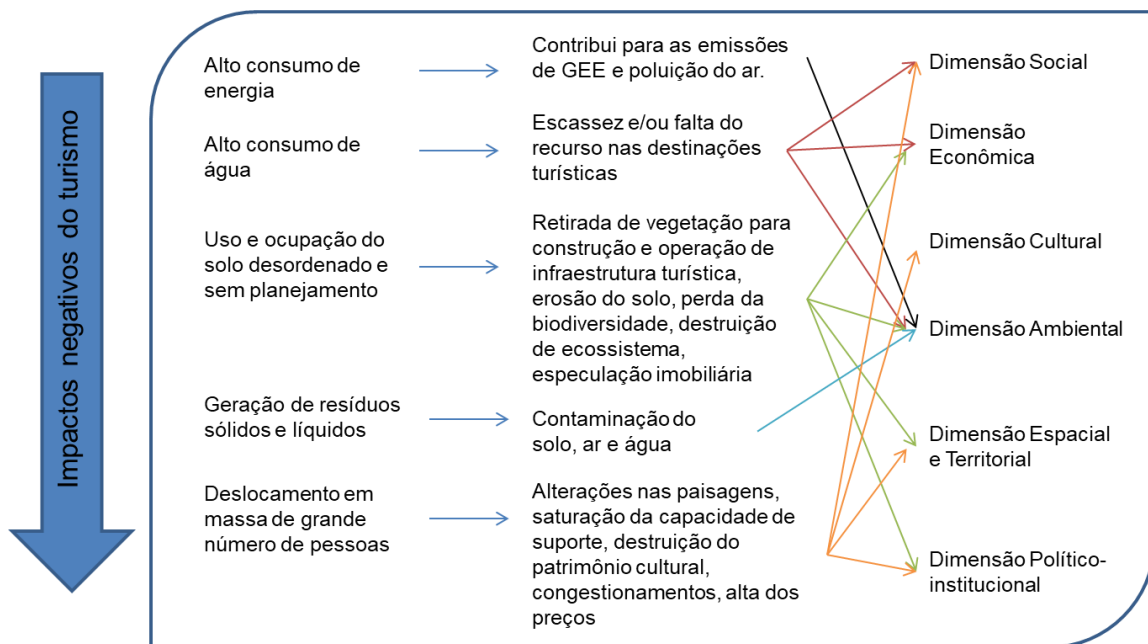 Impactos negativos do turismo
Alto consumo de
energia
Contribui para as emissões
de GEE e poluição do ar.
Alto consumo de
água
Escassez e/ou falta do
recurso nas destinações
turísticas
Uso e ocupação do
solo desordenado e
sem planejamento
Retirada de vegetação para
construção e operação de
infraestrutura turística,
erosão do solo, perda da
biodiversidade, destruição
de ecossistema,
especulação imobiliária
Geração de resíduos
sólidos e líquidos
Contaminação do
solo, ar e água
Deslocamento em
massa de grande
número de pessoas
Alterações nas paisagens,
saturação da capacidade de
suporte, destruição do
patrimônio cultural,
congestionamentos, alta dos
preços
Dimensão Social
Dimensão
Econômica
Dimensão Cultural
Dimensão Ambiental
Dimensão Espacial
e Territorial
Dimensão Político-
institucional